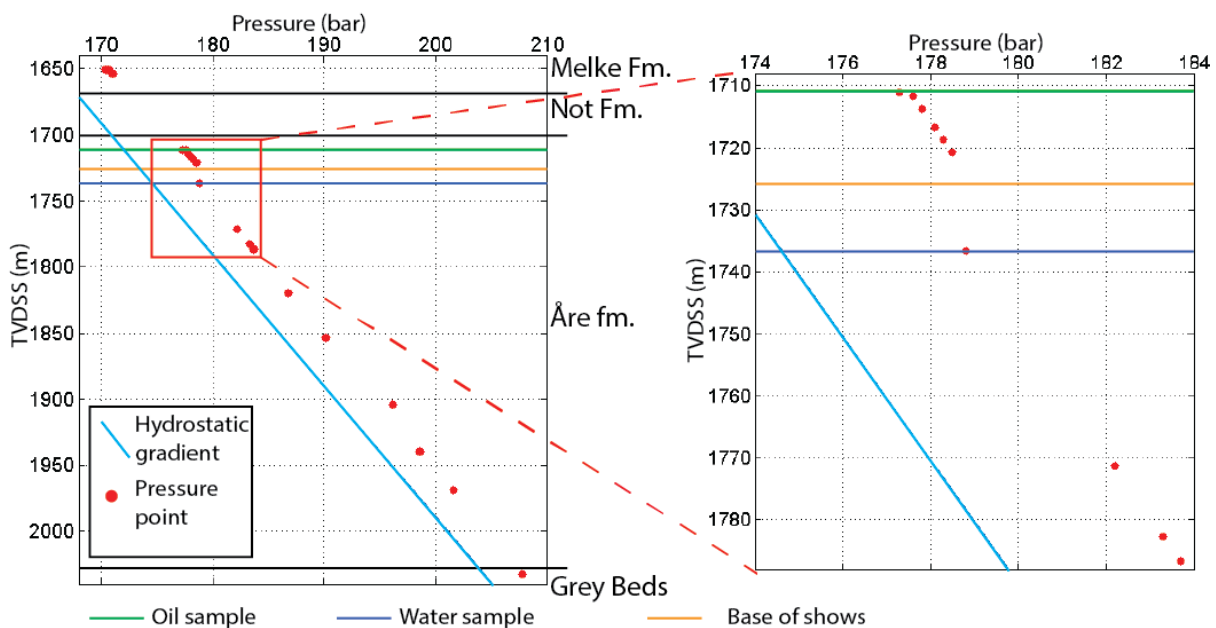 Pressure (bar)
170 180 190 200 210
1650
1700
1750
1800
1850
1900
1950
2000
TVDSS (m)
Melke Fm.
Not Fm.
Åre fm.
Grey Beds
Hydrostatic
gradient
Pressure
point
Pressure (bar)
174 176 178 180 182 184
1710
1720
1730
1740
1750
1760
1770
1780
TVDSS (m)
Oil sample Water sample Base of shows